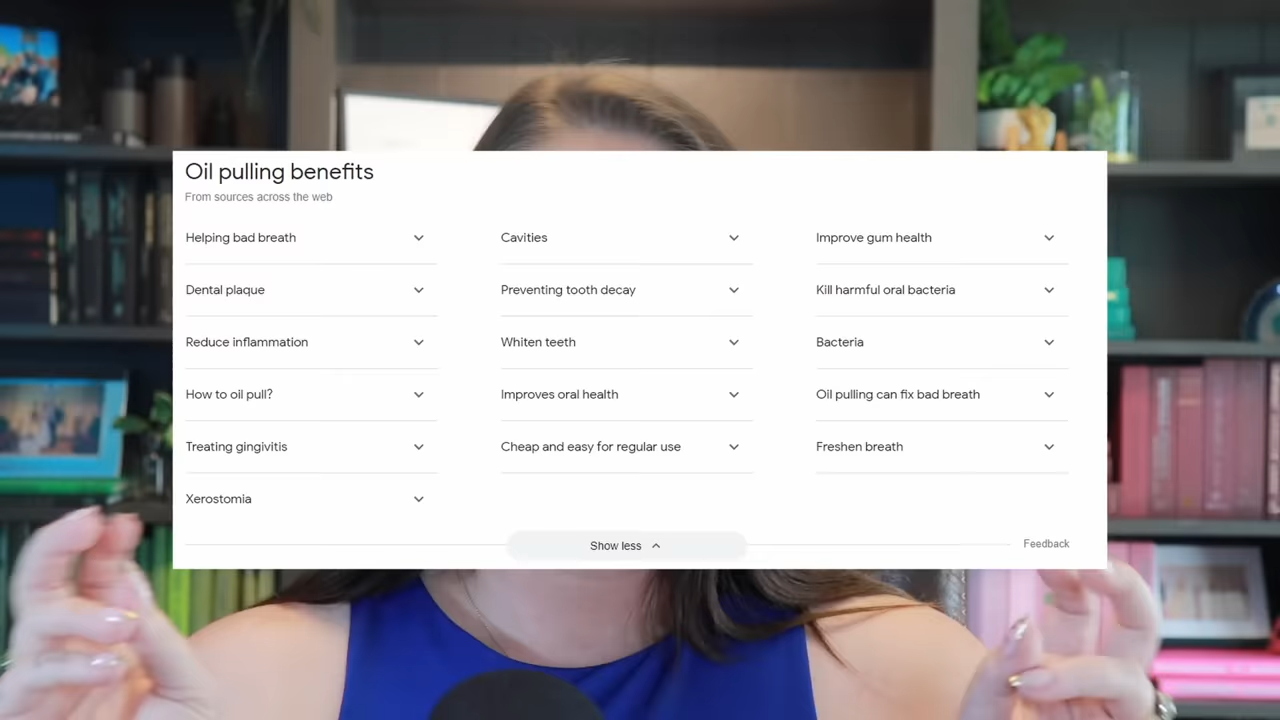 Oil pulling benefits
From sources across the web
Helping bad breath
Cavities
Improve gum health
Dental plaque
Preventing tooth decay
Kill harmful oral bacteria
Reduce inflammation
Whiten teeth
Bacteria
How to oil pull?
Improves oral health
Oil pulling can fix bad breath
Treating gingivitis
Cheap and easy for regular use
Freshen breath
Xerostomia
Show less
Feedback